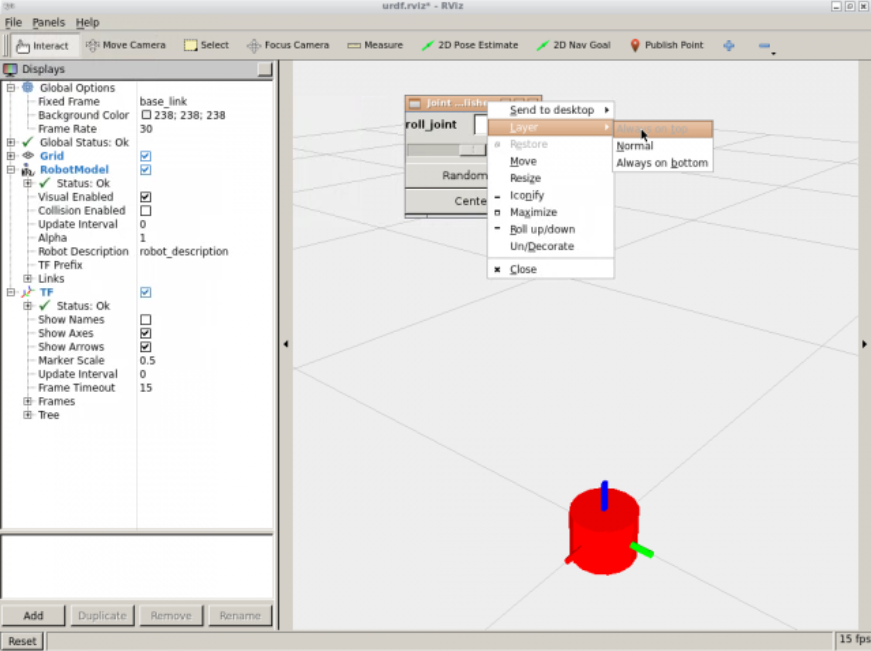 urdf.rviz* - RViz
File Panels Help
Interact Move Camera Select Focus Camera Measure 2D Pose Estimate 2D Nav Goal Publish Point
Displays
Global Options
Fixed Frame base_link
Background Color 238; 238; 238
Frame Rate 30
Global Status: Ok
Grid
RobotModel
Status: Ok
Visual Enabled
Collision Enabled
Update Interval 0
Alpha 1
Robot Description robot_description
TF Prefix
Links
TF
Status: Ok
Show Names
Show Axes
Show Arrows
Marker Scale 0.5
Update Interval 0
Frame Timeout 15
Frames
Tree
Add Duplicate Remove Rename
Reset
Joint ...lishe
roll_joint
Random
Cente
Send to desktop
Layer
Restore
Move
Resize
Iconify
Maximize
Roll up/down
Un/Decorate
Close
Always on top
Normal
Always on bottom
15 fps